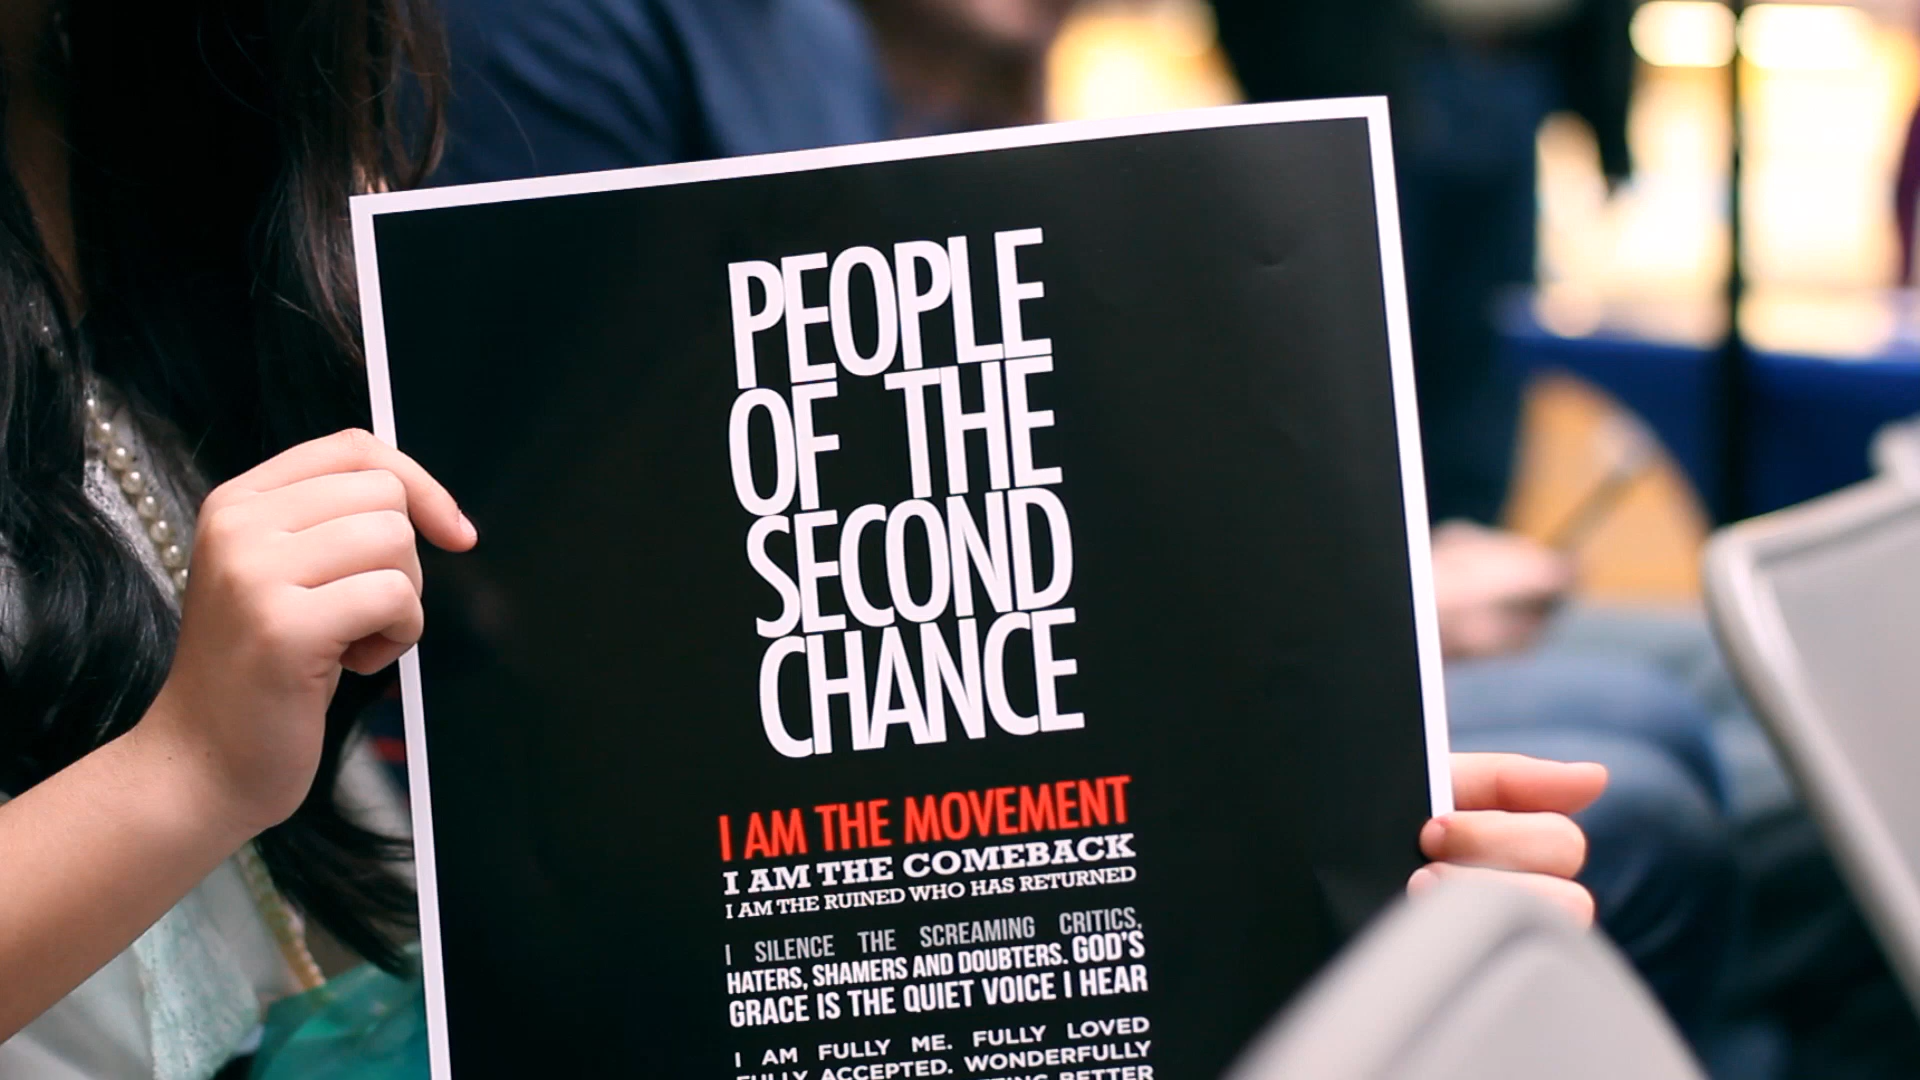 PEOPLE
OF THE
SECOND
CHANCE
I AM THE MOVEMENT
I AM THE COMEBACK
I AM THE RUINED WHO HAS RETURNED
I SILENCE THE SCREAMING CRITICS,
HATERS, SHAMERS AND DOUBTERS. GOD'S
GRACE IS THE QUIET VOICE I HEAR
I AM FULLY ME. FULLY LOVED
FULLY ACCEPTED. WONDERFULLY
BETTER